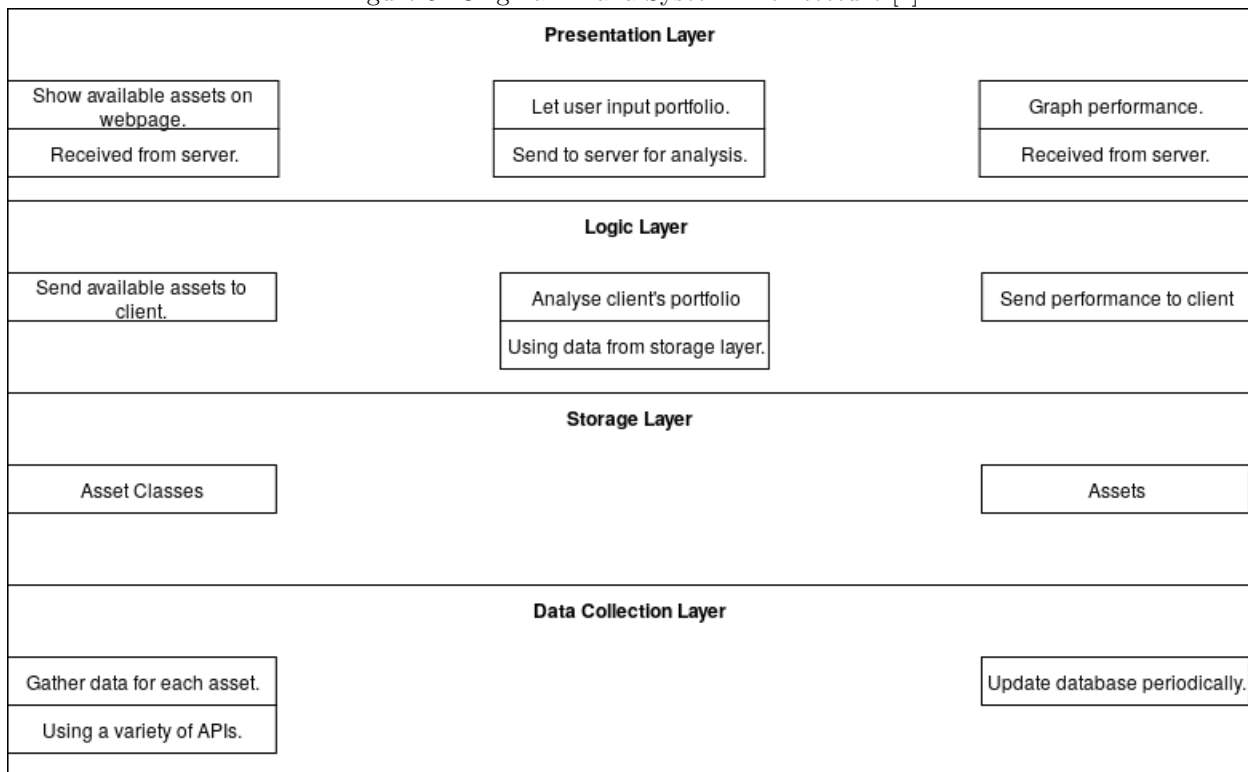 Presentation Layer
Show available assets on
webpage.
Let user input portfolio.
Graph performance.
Received from server.
Send to server for analysis.
Received from server.
Logic Layer
Send available assets to
client.
Analyse client's portfolio
Send performance to client
Using data from storage layer.
Storage Layer
Asset Classes
Assets
Data Collection Layer
Gather data for each asset.
Update database periodically.
Using a variety of APIs.